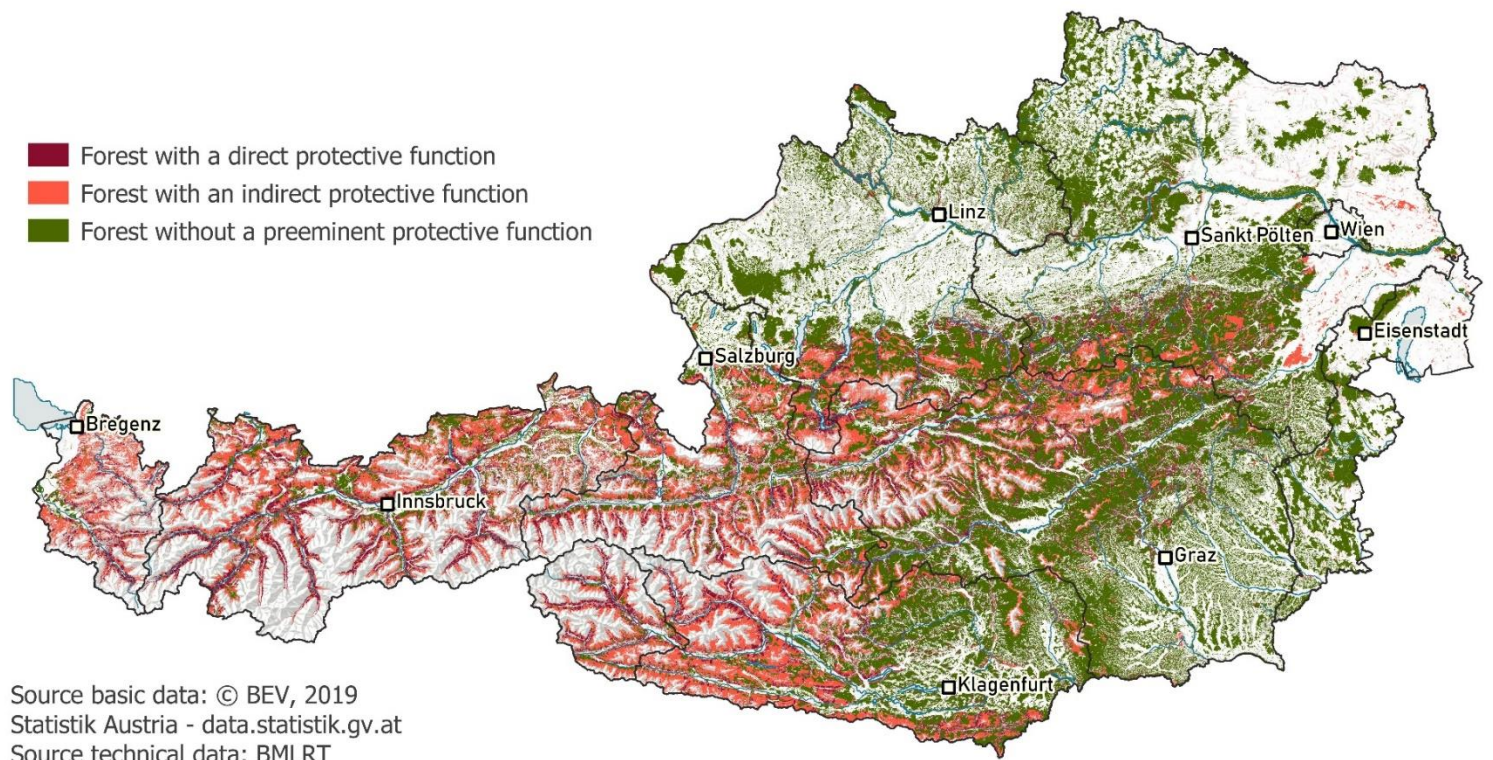 Forest with a direct protective function
Forest with an indirect protective function
Forest without a preeminent protective function
Linz
Sankt Pölten
Wien
Eisenstadt
Salzburg
Bregenz
Innsbruck
Graz
Klagenfurt
Source basic data: © BEV, 2019
Statistik Austria - data.statistik.gv.at
Source technical data: BMLRT